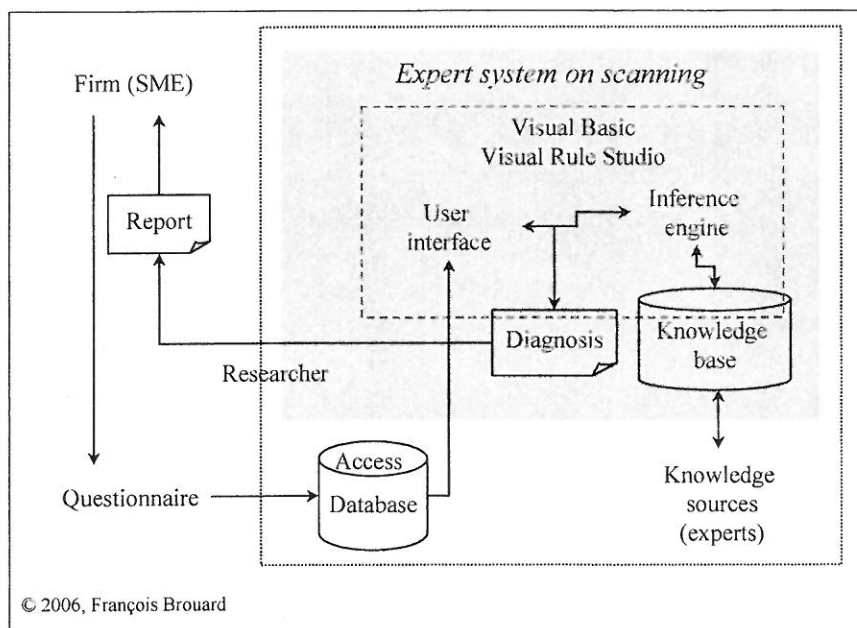 Expert system on scanning
Firm (SME)
Visual Basic
Visual Rule Studio
Report
User
interface
Inference
engine
Diagnosis
Knowledge
base
Researcher
Access
Database
Questionnaire
Knowledge
sources
(experts)
© 2006, François Brouard